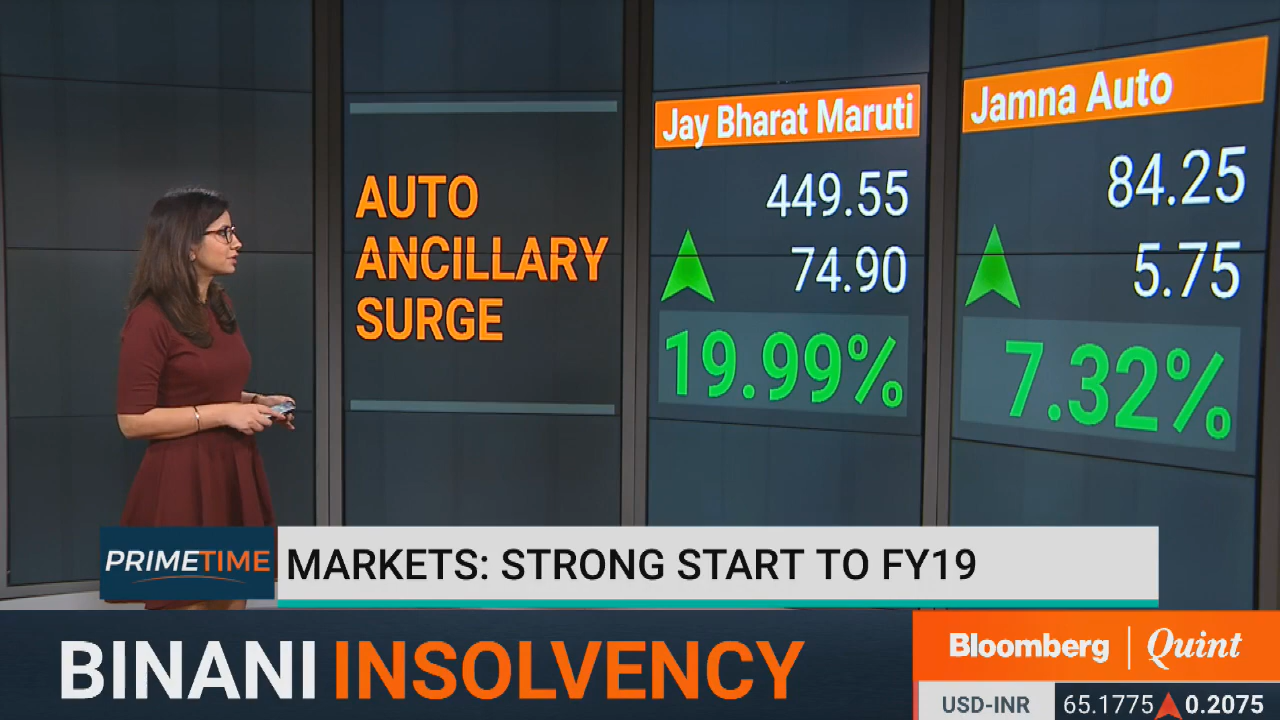 AUTO
ANCILLARY
SURGE
Jay Bharat Maruti
449.55
74.90
19.99%
Jamna Auto
84.25
5.75
7.32%
PRIMETIME
MARKETS: STRONG START TO FY19
BINANI INSOLVENCY
Bloomberg | Quint
USD-INR 65.1775 0.2075